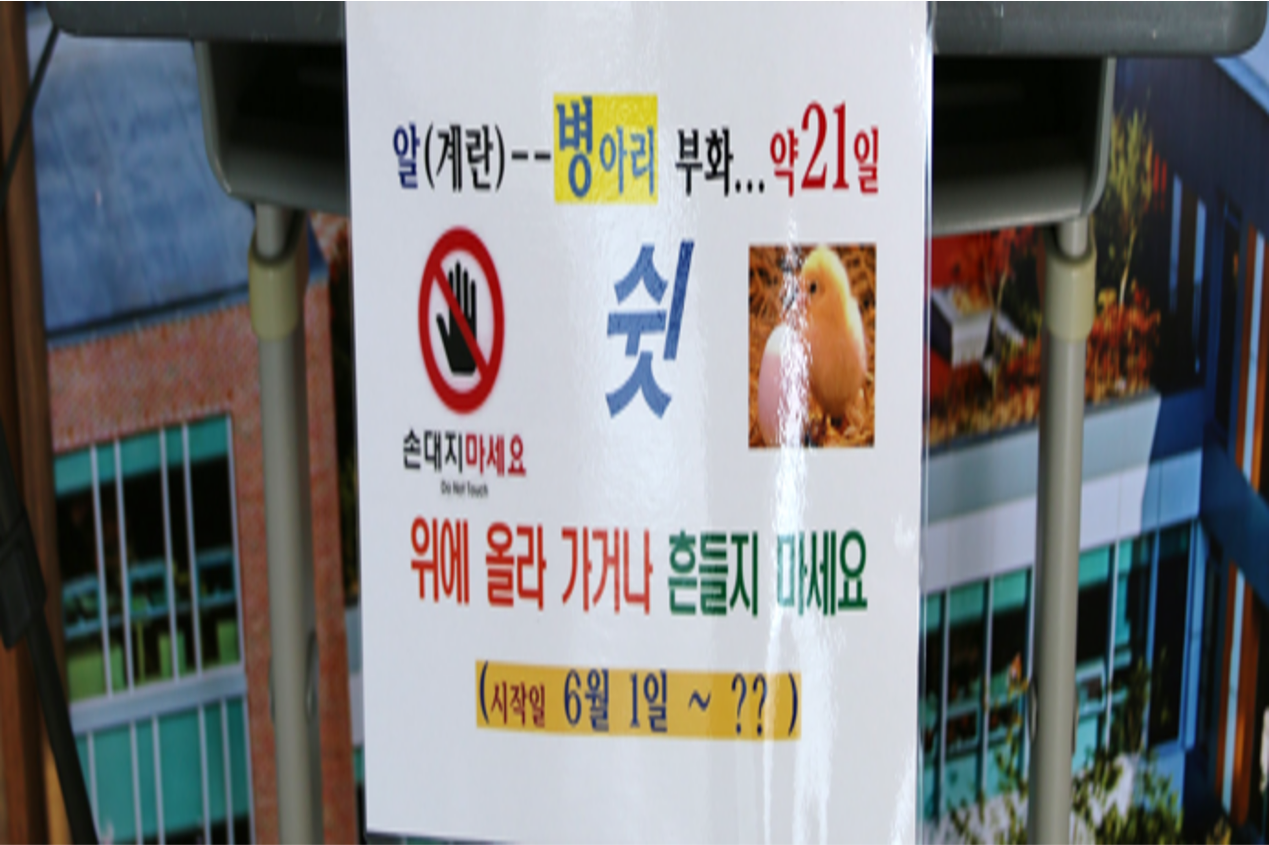 알(계란)--병아리 부화...약21일
쉿
손대지마세요
Do Not Touch
위에 올라 가거나 흔들지 마세요
(시작일 6월 1일 ~ ??)